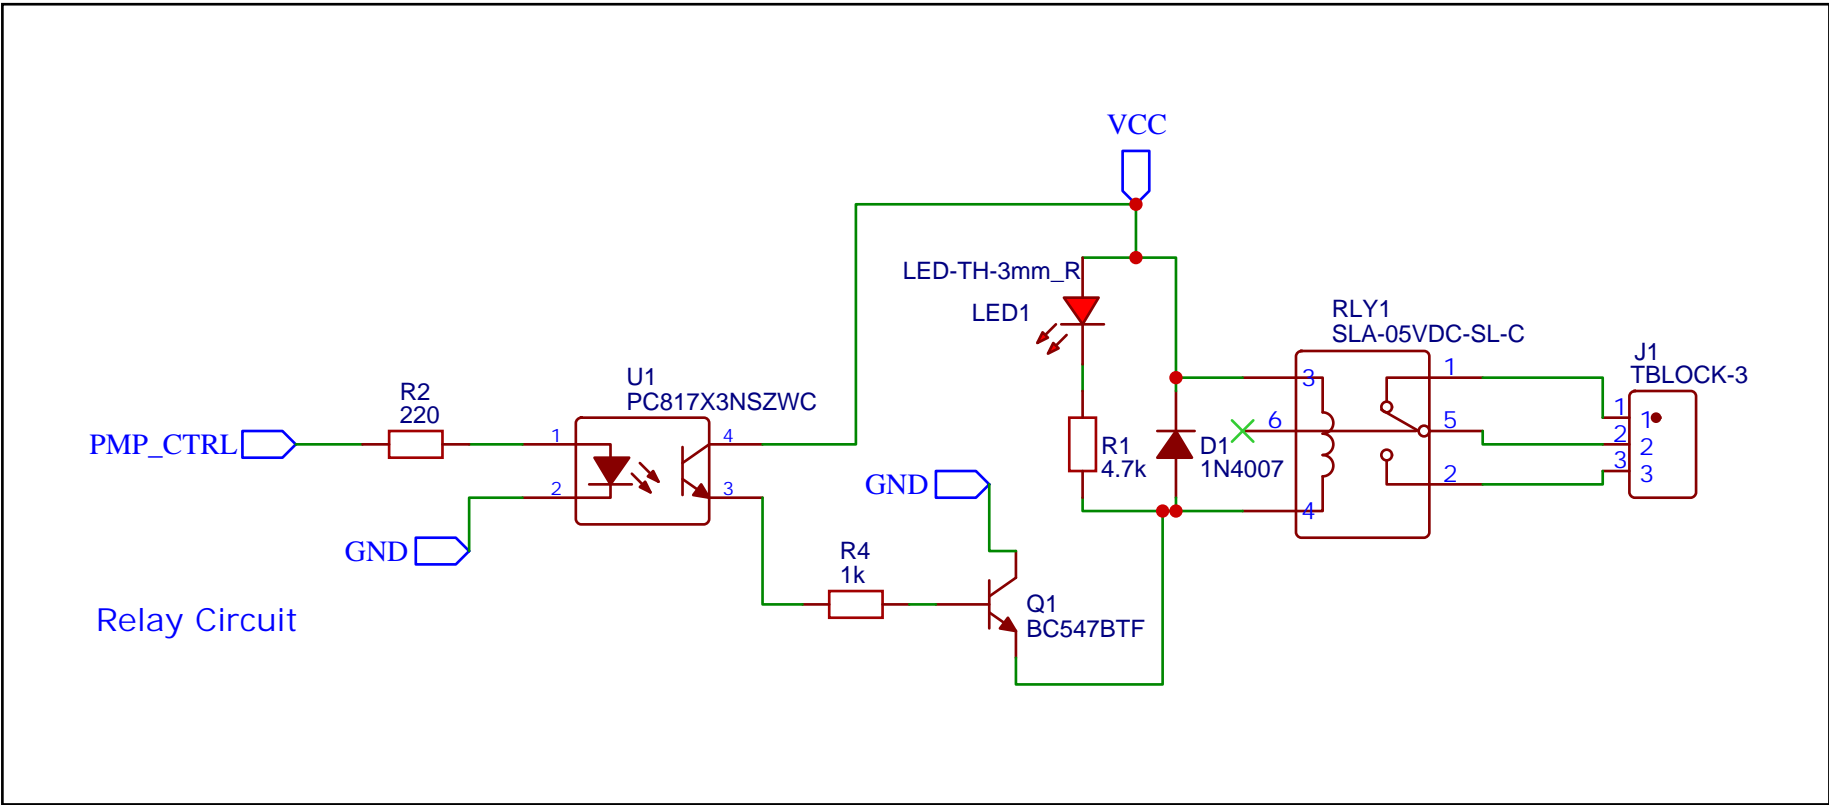 VCC
LED-TH-3mm_R
LED1
RLY1
SLA-05VDC-SL-C
J1
TBLOCK-3
U1
PC817X3NSZWC
R2
220
PMP_CTRL
1
4
2
3
GND
GND
R1
4.7k
D1
1N4007
3
6
4
1
5
2
1
2
3
1
2
3
R4
1k
Q1
BC547BTF
Relay Circuit